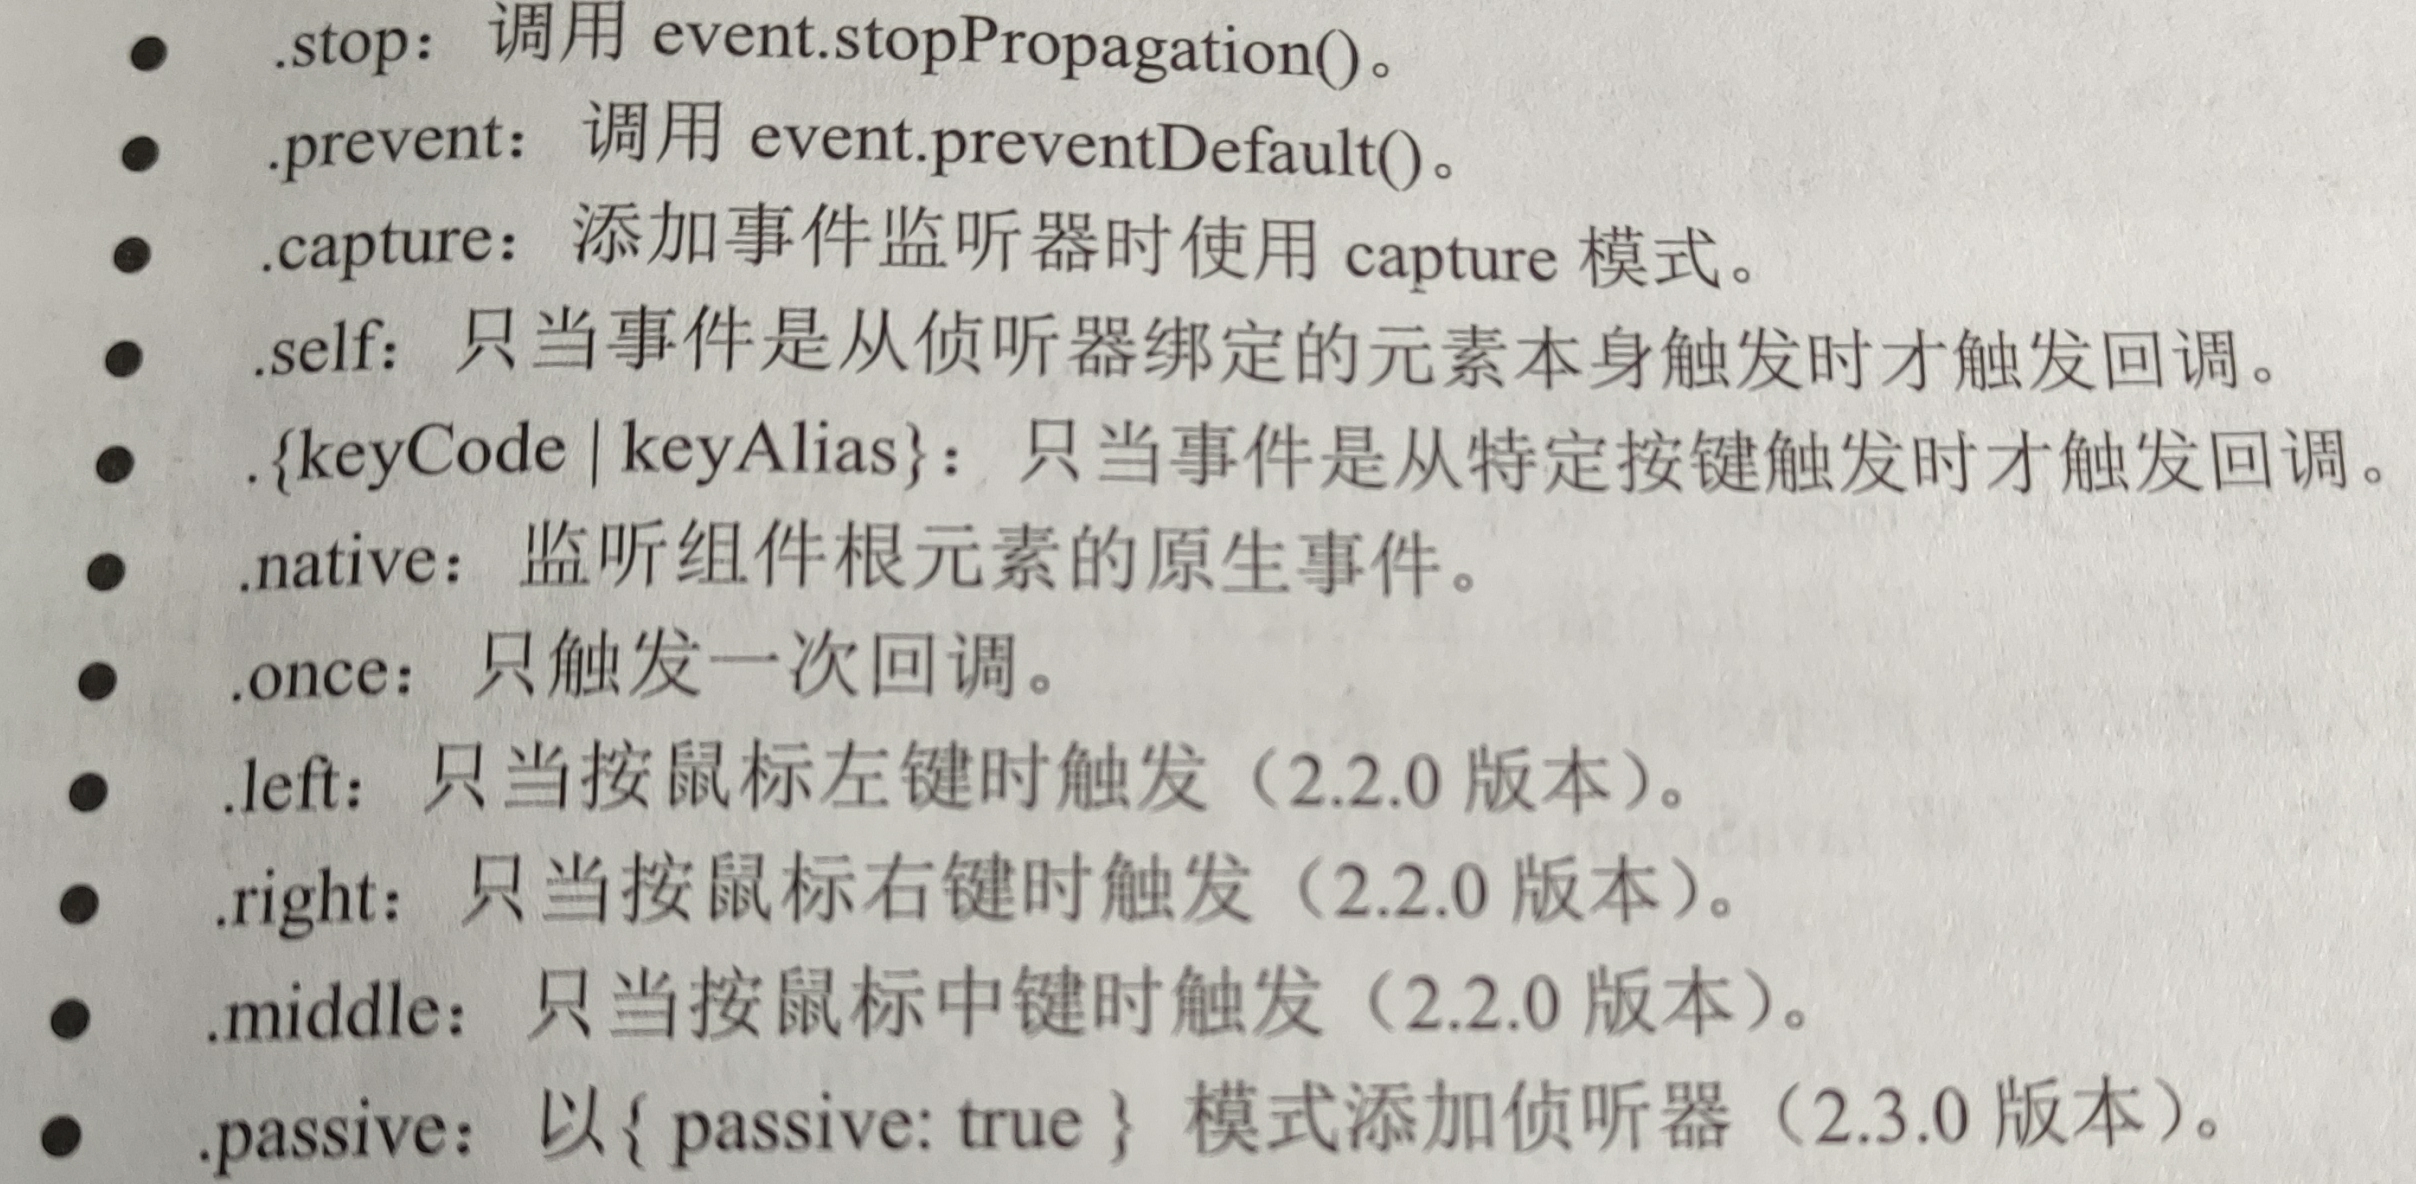 ● .stop：调用 event.stopPropagation()。
● .prevent：调用 event.preventDefault()。
● .capture：添加事件监听器时使用 capture 模式。
● .self：只当事件是从侦听器绑定的元素本身触发时才触发回调。
● .{keyCode | keyAlias}：只当事件是从特定按键触发时才触发回调。
● .native：监听组件根元素的原生事件。
● .once：只触发一次回调。
● .left：只当按鼠标左键时触发（2.2.0 版本）。
● .right：只当按鼠标右键时触发（2.2.0 版本）。
● .middle：只当按鼠标中键时触发（2.2.0 版本）。
● .passive：以{ passive: true } 模式添加侦听器（2.3.0 版本）。